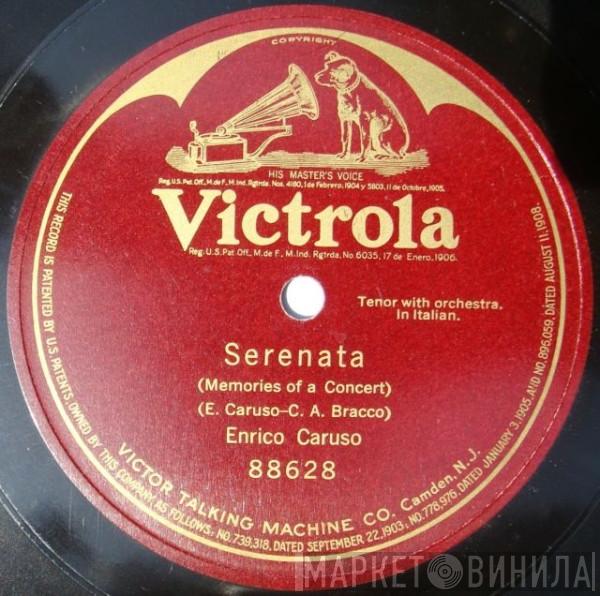 COPYRIGHT
HIS MASTER'S VOICE
Reg. U.S. Pat. Off., M. de F., M. Ind. Rgtrda. Nos. 4180, 1 de Febrero, 1904 y 5803, 11 de Octubre, 1905.
Victrola
Reg. U.S. Pat. Off., M. de F., M. Ind. Rgtrda. No. 6035, 17 de Enero, 1906.
Tenor with orchestra.
In Italian.
Serenata
(Memories of a Concert)
(E. Caruso–C. A. Bracco)
Enrico Caruso
88628
VICTOR TALKING MACHINE CO. Camden, N.J.
THIS RECORD IS PATENTED BY U.S. PATENTS, OWNED BY THIS COMPANY, AS FOLLOWS: NO. 739,318, DATED SEPTEMBER 22, 1903, NO. 778,976, DATED JANUARY 3, 1905, AND NO. 896,059, DATED AUGUST 11, 1908.
МАРКЕТ ВИНИЛА